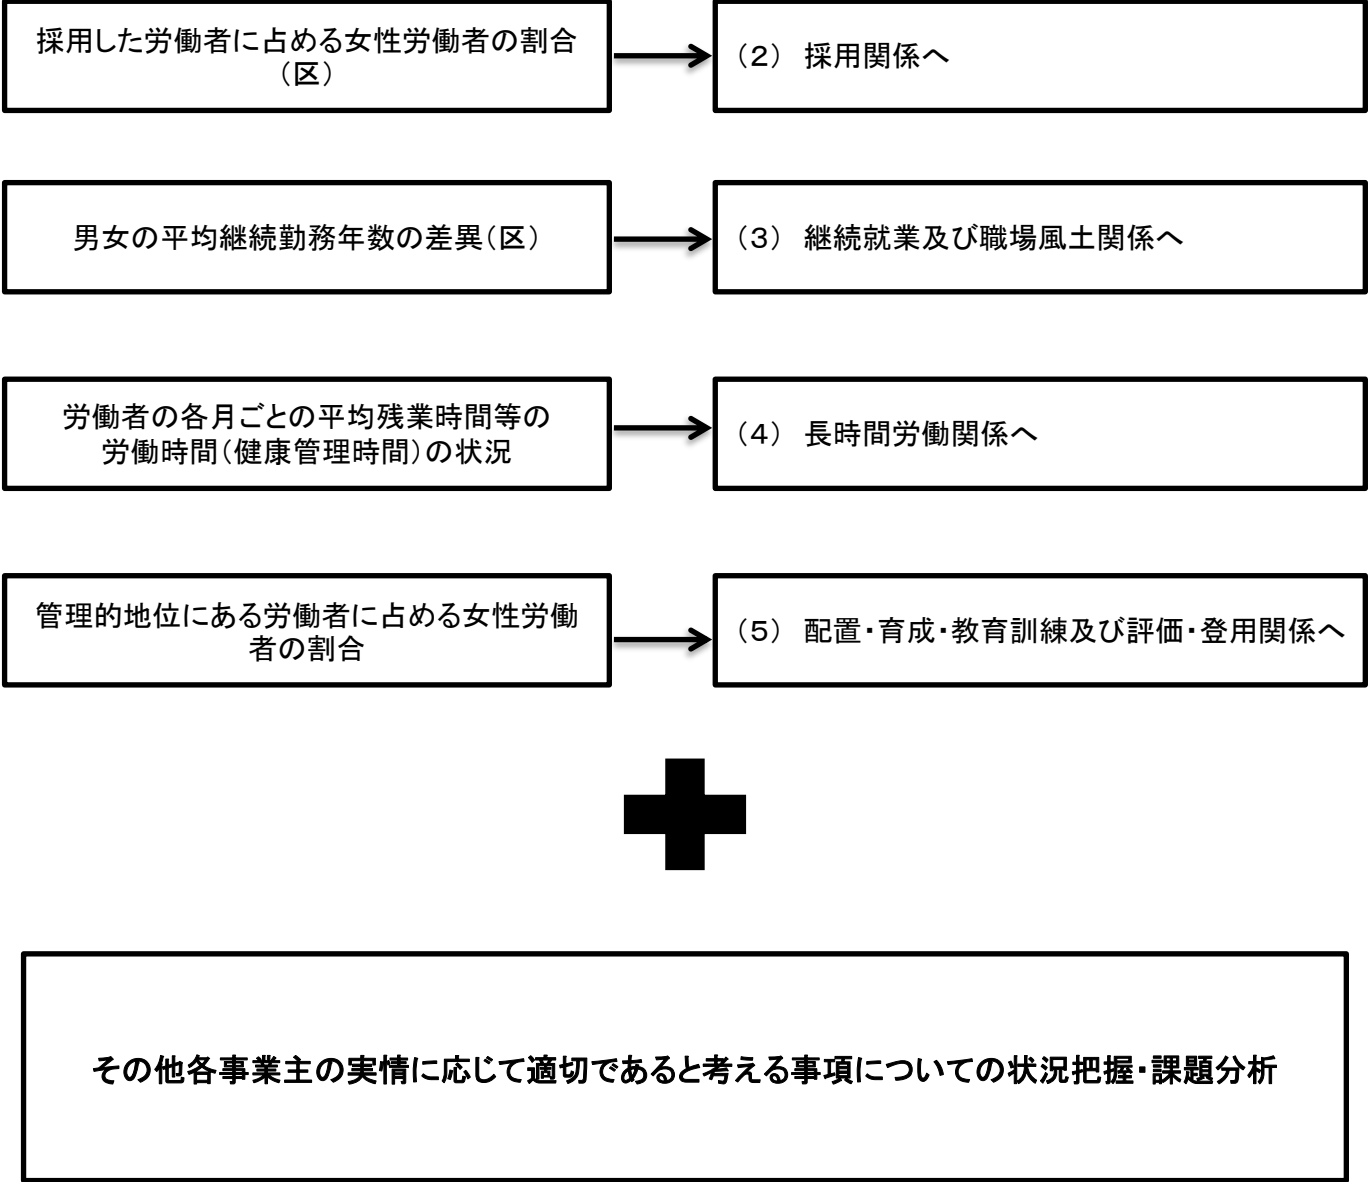 採用した労働者に占める女性労働者の割合
（区）
（2） 採用関係へ
男女の平均継続勤務年数の差異（区）
（3） 継続就業及び職場風土関係へ
労働者の各月ごとの平均残業時間等の
労働時間（健康管理時間）の状況
（4） 長時間労働関係へ
管理的地位にある労働者に占める女性労働
者の割合
（5） 配置・育成・教育訓練及び評価・登用関係へ
その他各事業主の実情に応じて適切であると考える事項についての状況把握・課題分析